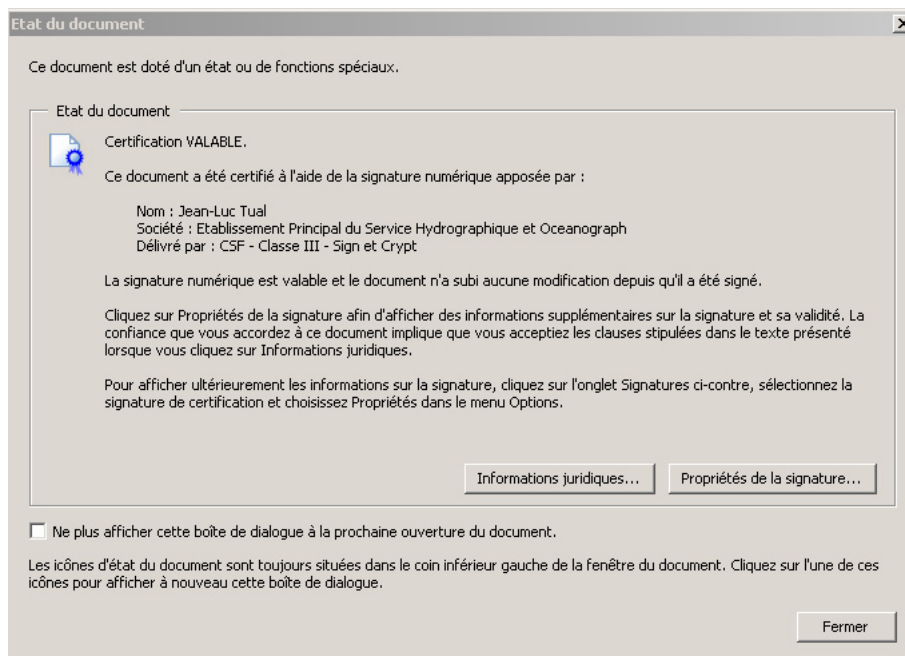 Etat du document
Ce document est doté d'un état ou de fonctions spéciaux.
Etat du document
Certification VALABLE.
Ce document a été certifié à l'aide de la signature numérique apposée par :
Nom : Jean-Luc Tual
Société : Etablissement Principal du Service Hydrographique et Oceanograph
Délivré par : CSF - Classe III - Sign et Crypt
La signature numérique est valable et le document n'a subi aucune modification depuis qu'il a été signé.
Cliquez sur Propriétés de la signature afin d'afficher des informations supplémentaires sur la signature et sa validité. La
confiance que vous accordez à ce document implique que vous acceptiez les clauses stipulées dans le texte présenté
lorsque vous cliquez sur Informations juridiques.
Pour afficher ultérieurement les informations sur la signature, cliquez sur l'onglet Signatures ci-contre, sélectionnez la
signature de certification et choisissez Propriétés dans le menu Options.
Informations juridiques... Propriétés de la signature...
Ne plus afficher cette boîte de dialogue à la prochaine ouverture du document.
Les icônes d'état du document sont toujours situées dans le coin inférieur gauche de la fenêtre du document. Cliquez sur l'une de ces
icônes pour afficher à nouveau cette boîte de dialogue.
Fermer